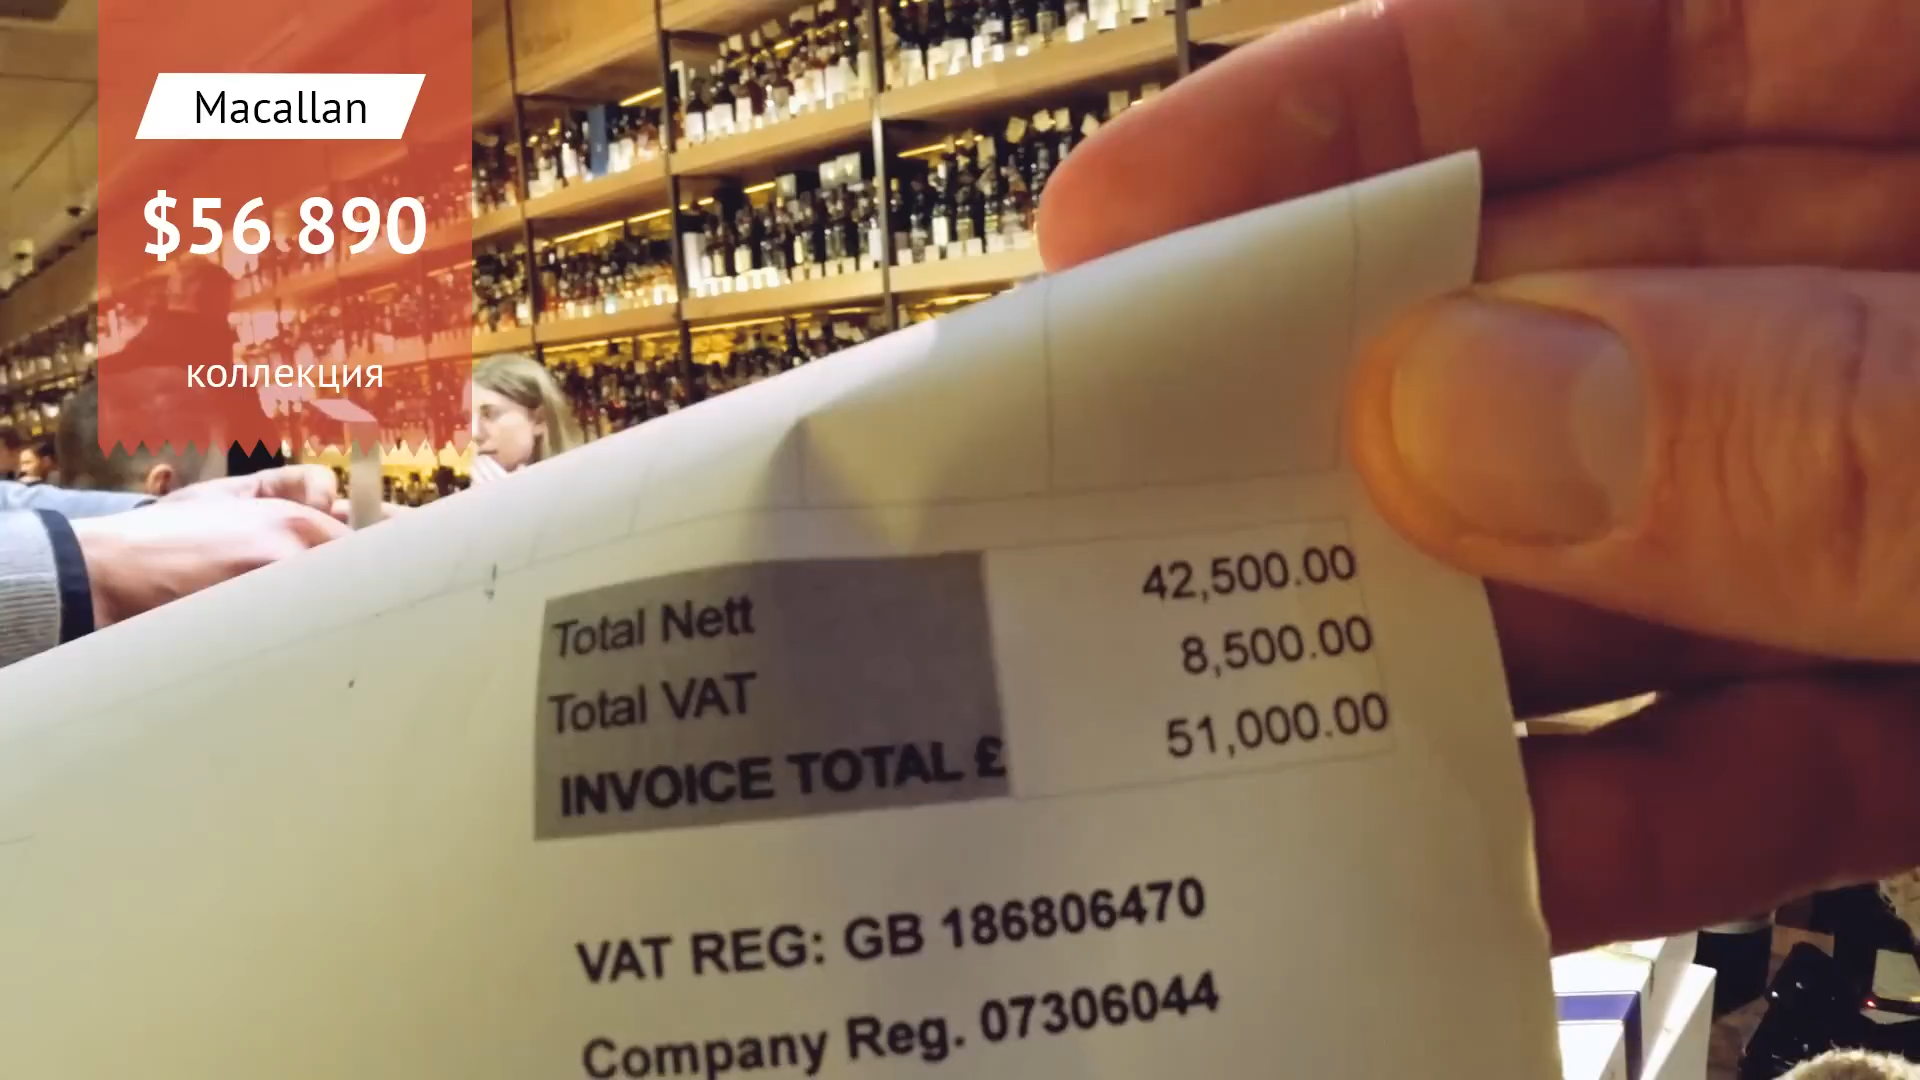 Macallan
$56 890
коллекция
Total Nett 42,500.00
Total VAT 8,500.00
INVOICE TOTAL £ 51,000.00
VAT REG: GB 186806470
Company Reg. 07306044